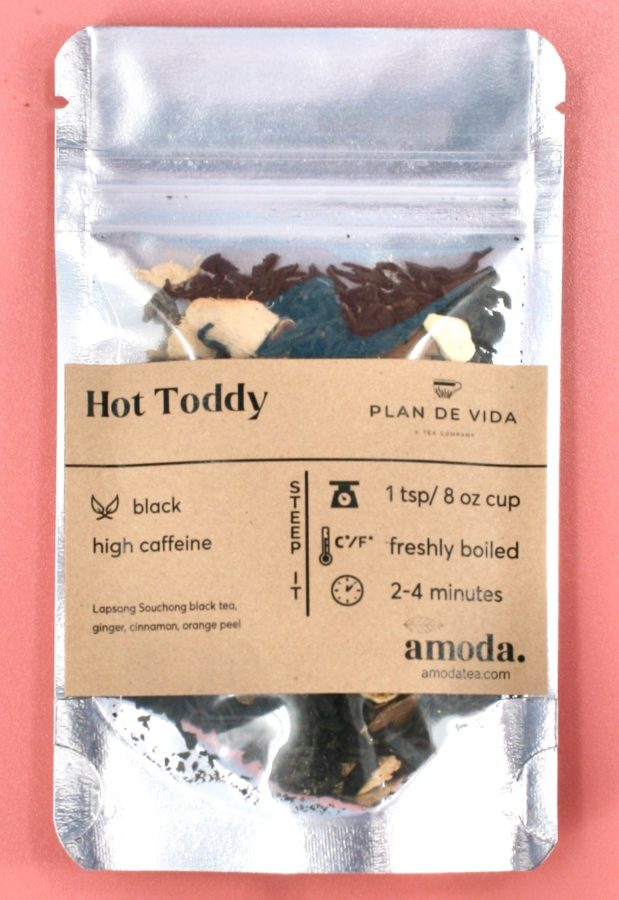 Hot Toddy
PLAN DE VIDA
A TEA COMPANY
black
high caffeine
Lapsang Souchong black tea,
ginger, cinnamon, orange peel
STEEP IT
1 tsp/ 8 oz cup
C°/F°
freshly boiled
2-4 minutes
amoda.
amodatea.com